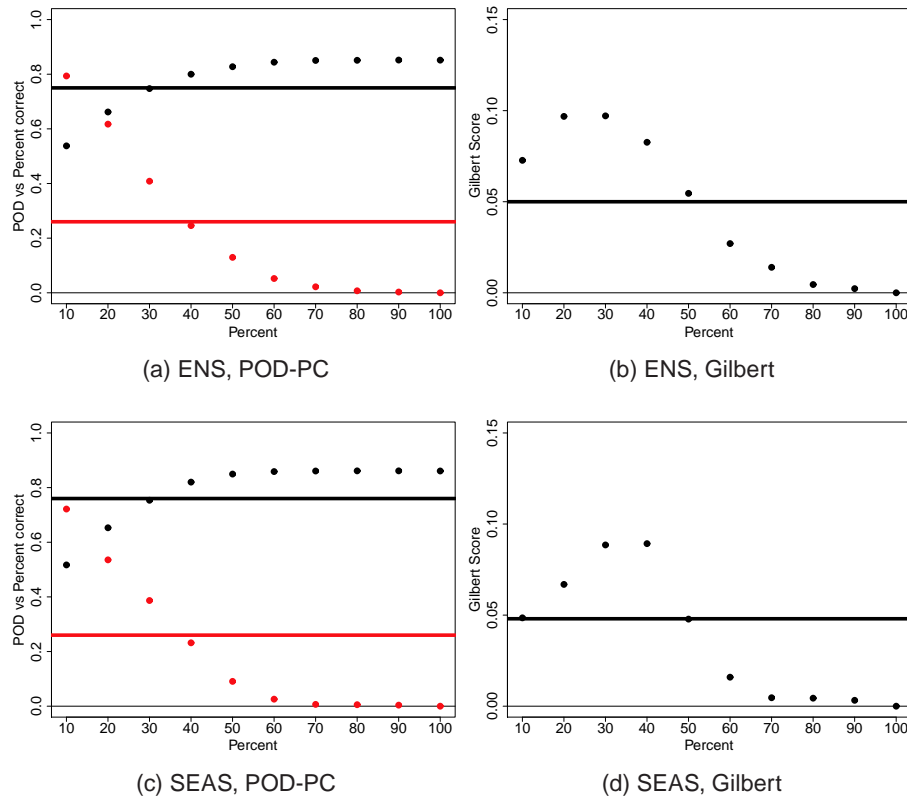 POD vs Percent correct
1.0
0.8
0.6
0.4
0.2
0.0
10 20 30 40 50 60 70 80 90 100
Percent
(a) ENS, POD-PC
Gilbert Score
0.15
0.10
0.05
0.00
10 20 30 40 50 60 70 80 90 100
Percent
(b) ENS, Gilbert
POD vs Percent correct
1.0
0.8
0.6
0.4
0.2
0.0
10 20 30 40 50 60 70 80 90 100
Percent
(c) SEAS, POD-PC
Gilbert Score
0.15
0.10
0.05
0.00
10 20 30 40 50 60 70 80 90 100
Percent
(d) SEAS, Gilbert